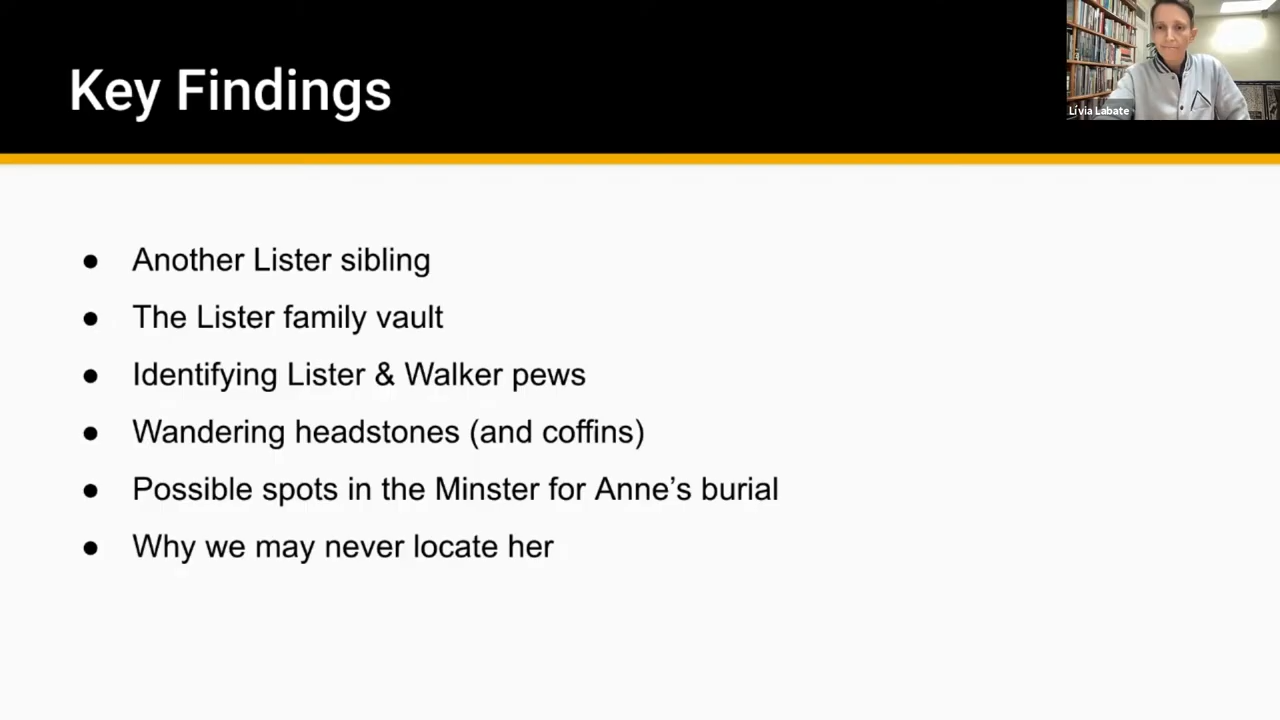 Key Findings
Lívia Labate
● Another Lister sibling
● The Lister family vault
● Identifying Lister & Walker pews
● Wandering headstones (and coffins)
● Possible spots in the Minster for Anne's burial
● Why we may never locate her